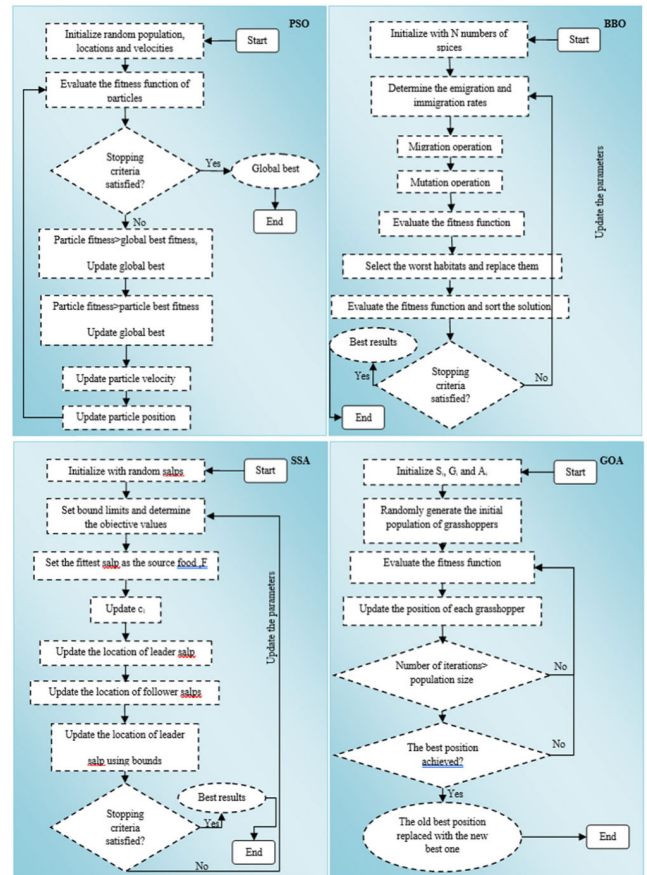 PSO
Initialize random population,
locations and velocities
Start
Evaluate the fitness function of
particles
Stopping
criteria
satisfied?
Yes
Global best
End
No
Particle fitness>global best fitness,
Update global best
Particle fitness>particle best fitness
Update global best
Update particle velocity
Update particle position
BBO
Initialize with N numbers of
spices
Start
Determine the emigration and
immigration rates
Migration operation
Mutation operation
Evaluate the fitness function
Select the worst habitats and replace them
Evaluate the fitness function and sort the solution
Update the parameters
Best results
Yes
Stopping
criteria
satisfied?
No
End
SSA
Initialize with random salps
Start
Set bound limits and determine
the objective values
Set the fittest salp as the source food ,F
Update c₁
Update the location of leader salp
Update the location of follower salps
Update the location of leader
salp using bounds
Update the parameters
Stopping
criteria
satisfied?
Yes
Best results
End
No
GOA
Initialize Sᵢ, Gᵢ and Aᵢ
Start
Randomly generate the initial
population of grasshoppers
Evaluate the fitness function
Update the position of each grasshopper
Number of iterations>
population size
No
The best position
achieved?
No
Yes
The old best position
replaced with the new
best one
End